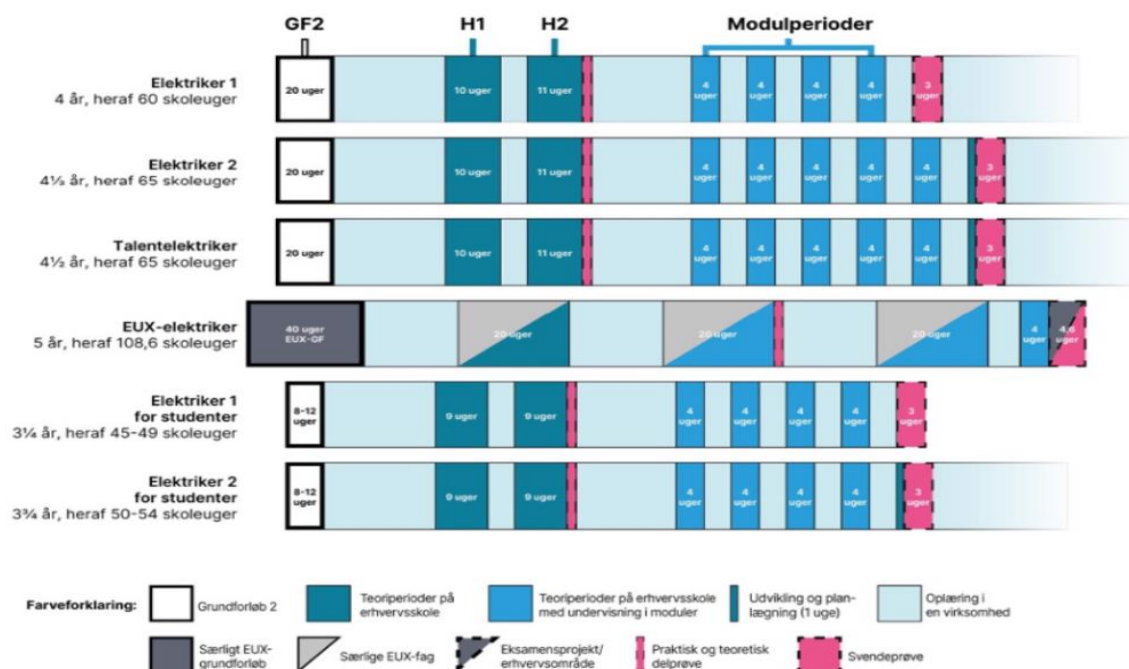 GF2 H1 H2 Modulperioder
Elektriker 1
4 år, heraf 60 skoleuger
20 uger 10 uger 11 uger 4 uger 4 uger 4 uger 4 uger 3 uger
Elektriker 2
4½ år, heraf 65 skoleuger
20 uger 10 uger 11 uger 4 uger 4 uger 4 uger 4 uger 4 uger 3 uger
Talentelektriker
4½ år, heraf 65 skoleuger
20 uger 10 uger 11 uger 4 uger 4 uger 4 uger 4 uger 4 uger 3 uger
EUX-elektriker
5 år, heraf 108,6 skoleuger
40 uger
EUX-GF
20 uger 20 uger 20 uger 4 uger 4,6 uger
Elektriker 1
for studenter
3¼ år, heraf 45-49 skoleuger
8-12 uger 9 uger 9 uger 4 uger 4 uger 4 uger 4 uger 3 uger
Elektriker 2
for studenter
3¾ år, heraf 50-54 skoleuger
8-12 uger 9 uger 9 uger 4 uger 4 uger 4 uger 4 uger 3 uger
Farveforklaring:
Grundforløb 2
Teoriperioder på
erhvervsskole
Teoriperioder på erhvervsskole
med undervisning i moduler
Udvikling og plan-
lægning (1 uge)
Oplæring i
en virksomhed
Særligt EUX-
grundforløb
Særlige EUX-fag
Eksamensprojekt/
erhvervsområde
Praktisk og teoretisk
delprøve
Svendeprøve